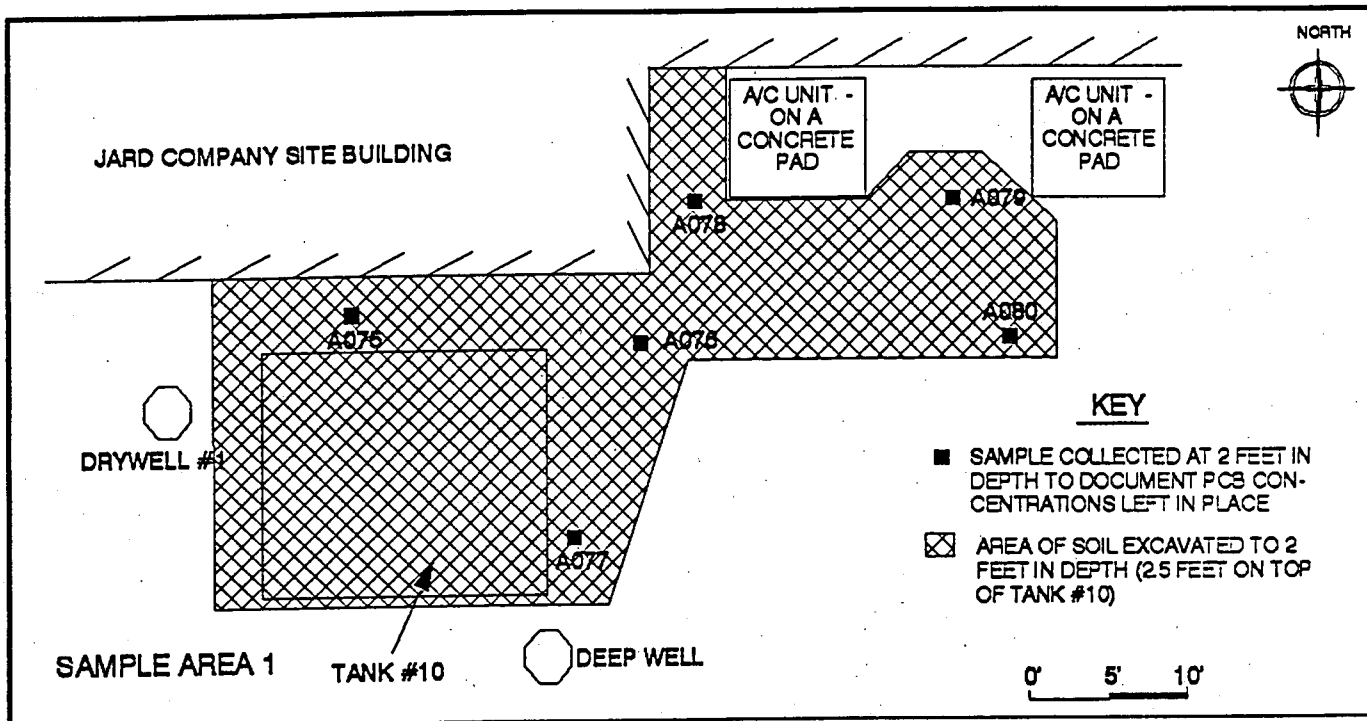 NORTH
A/C UNIT -
ON A
CONCRETE
PAD
A/C UNIT -
ON A
CONCRETE
PAD
JARD COMPANY SITE BUILDING
A078
A079
A075
A076
A080
DRYWELL #1
A077
KEY
SAMPLE COLLECTED AT 2 FEET IN
DEPTH TO DOCUMENT PCB CON-
CENTRATIONS LEFT IN PLACE
AREA OF SOIL EXCAVATED TO 2
FEET IN DEPTH (2.5 FEET ON TOP
OF TANK #10)
SAMPLE AREA 1
TANK #10
DEEP WELL
0' 5' 10'